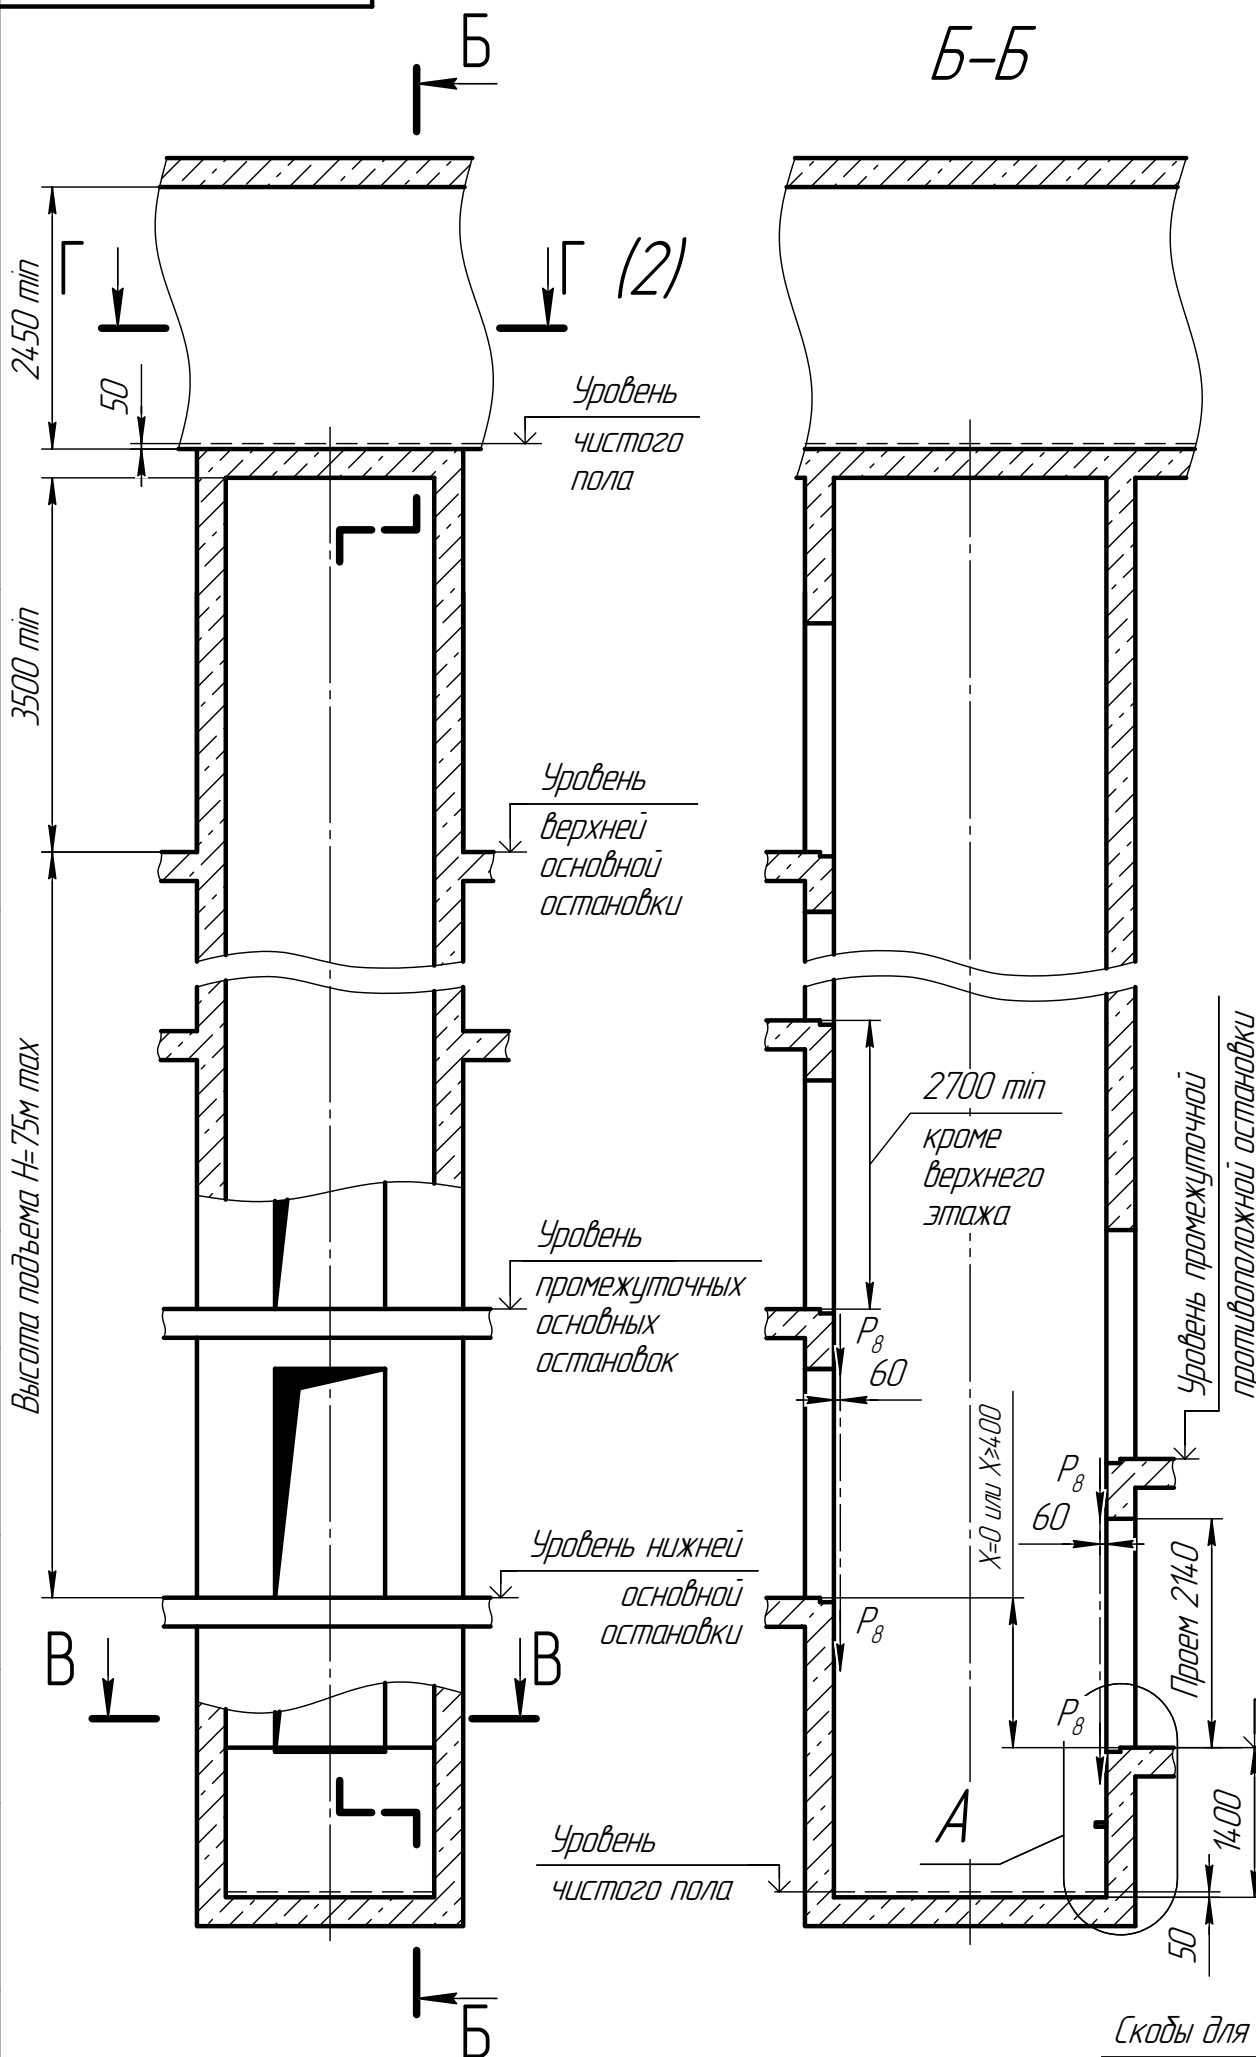 Б
Б-Б
2450 min
Г
Г (2)
50
Уровень
чистого
пола
3500 min
Уровень
верхней
основной
остановки
Высота подъема H=75м max
2700 min
кроме
верхнего
этажа
Уровень промежуточной
противоположной остановки
Уровень
промежуточных
основных
остановок
P8
60
X=0 или X≥400
P8
60
Проем 2140
Уровень нижней
основной
остановки
P8
В
В
P8
А
1400
Уровень
чистого пола
50
Б
Скобы для